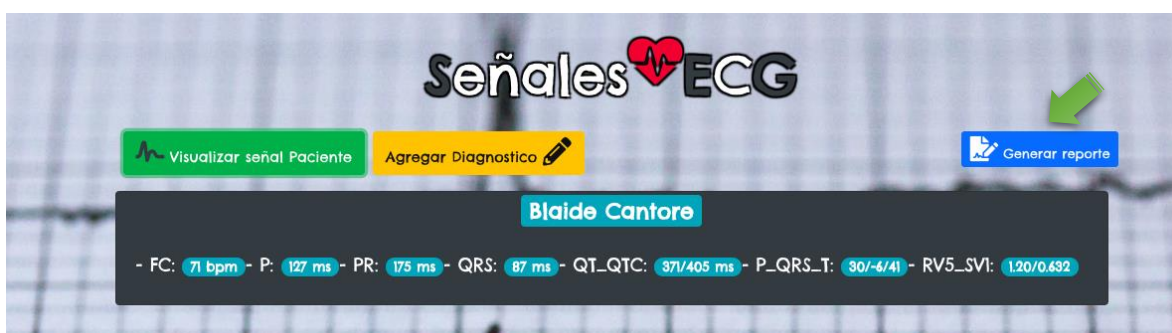 Señales ECG
Visualizar señal Paciente
Agregar Diagnostico
Generar reporte
Blaide Cantore
- FC: 71 bpm - P: 127 ms - PR: 175 ms - QRS: 87 ms - QT_QTC: 371/405 ms - P_QRS_T: 30/-6/41 - RV5_SV1: 1.20/0.632